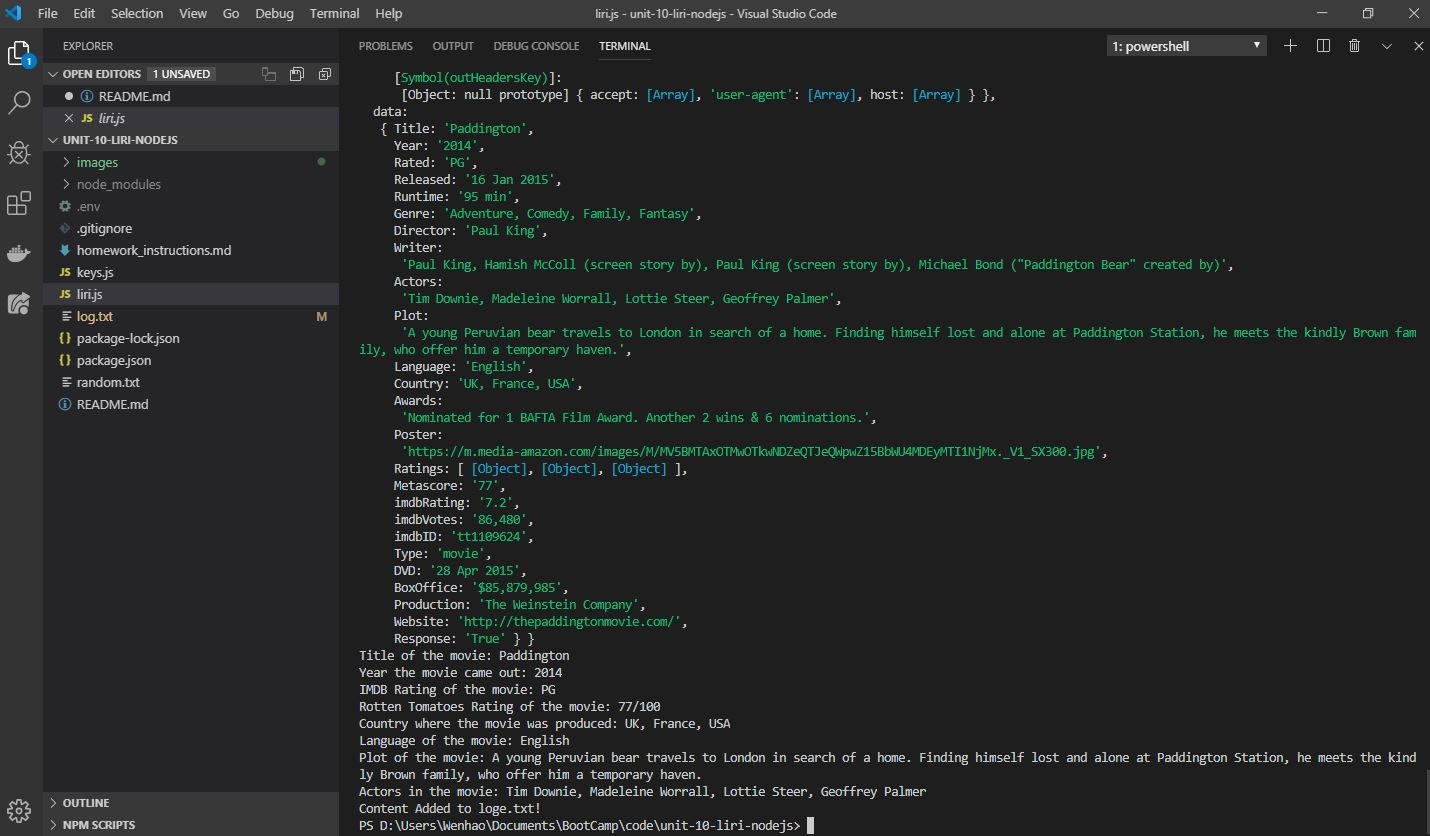 File Edit Selection View Go Debug Terminal Help
liri.js - unit-10-liri-nodejs - Visual Studio Code
1
EXPLORER
OPEN EDITORS 1 UNSAVED
README.md
JS liri.js
UNIT-10-LIRI-NODEJS
images
node_modules
.env
.gitignore
homework_instructions.md
JS keys.js
JS liri.js
log.txt M
{} package-lock.json
{} package.json
random.txt
README.md
OUTLINE
NPM SCRIPTS
PROBLEMS OUTPUT DEBUG CONSOLE TERMINAL
1: powershell
[Symbol(outHeadersKey)]:
[Object: null prototype] { accept: [Array], 'user-agent': [Array], host: [Array] } },
data:
{ Title: 'Paddington',
Year: '2014',
Rated: 'PG',
Released: '16 Jan 2015',
Runtime: '95 min',
Genre: 'Adventure, Comedy, Family, Fantasy',
Director: 'Paul King',
Writer:
'Paul King, Hamish McColl (screen story by), Paul King (screen story by), Michael Bond ("Paddington Bear" created by)',
Actors:
'Tim Downie, Madeleine Worrall, Lottie Steer, Geoffrey Palmer',
Plot:
'A young Peruvian bear travels to London in search of a home. Finding himself lost and alone at Paddington Station, he meets the kindly Brown fam
ily, who offer him a temporary haven.',
Language: 'English',
Country: 'UK, France, USA',
Awards:
'Nominated for 1 BAFTA Film Award. Another 2 wins & 6 nominations.',
Poster:
'https://m.media-amazon.com/images/M/MV5BMTAxOTMwOTkwNDZeQTJeQWpwZ15BbWU4MDEyMTI1NjMx._V1_SX300.jpg',
Ratings: [ [Object], [Object], [Object] ],
Metascore: '77',
imdbRating: '7.2',
imdbVotes: '86,480',
imdbID: 'tt1109624',
Type: 'movie',
DVD: '28 Apr 2015',
BoxOffice: '$85,879,985',
Production: 'The Weinstein Company',
Website: 'http://thepaddingtonmovie.com/',
Response: 'True' } }
Title of the movie: Paddington
Year the movie came out: 2014
IMDB Rating of the movie: PG
Rotten Tomatoes Rating of the movie: 77/100
Country where the movie was produced: UK, France, USA
Language of the movie: English
Plot of the movie: A young Peruvian bear travels to London in search of a home. Finding himself lost and alone at Paddington Station, he meets the kind
ly Brown family, who offer him a temporary haven.
Actors in the movie: Tim Downie, Madeleine Worrall, Lottie Steer, Geoffrey Palmer
Content Added to loge.txt!
PS D:\Users\Wenhao\Documents\BootCamp\code\unit-10-liri-nodejs>